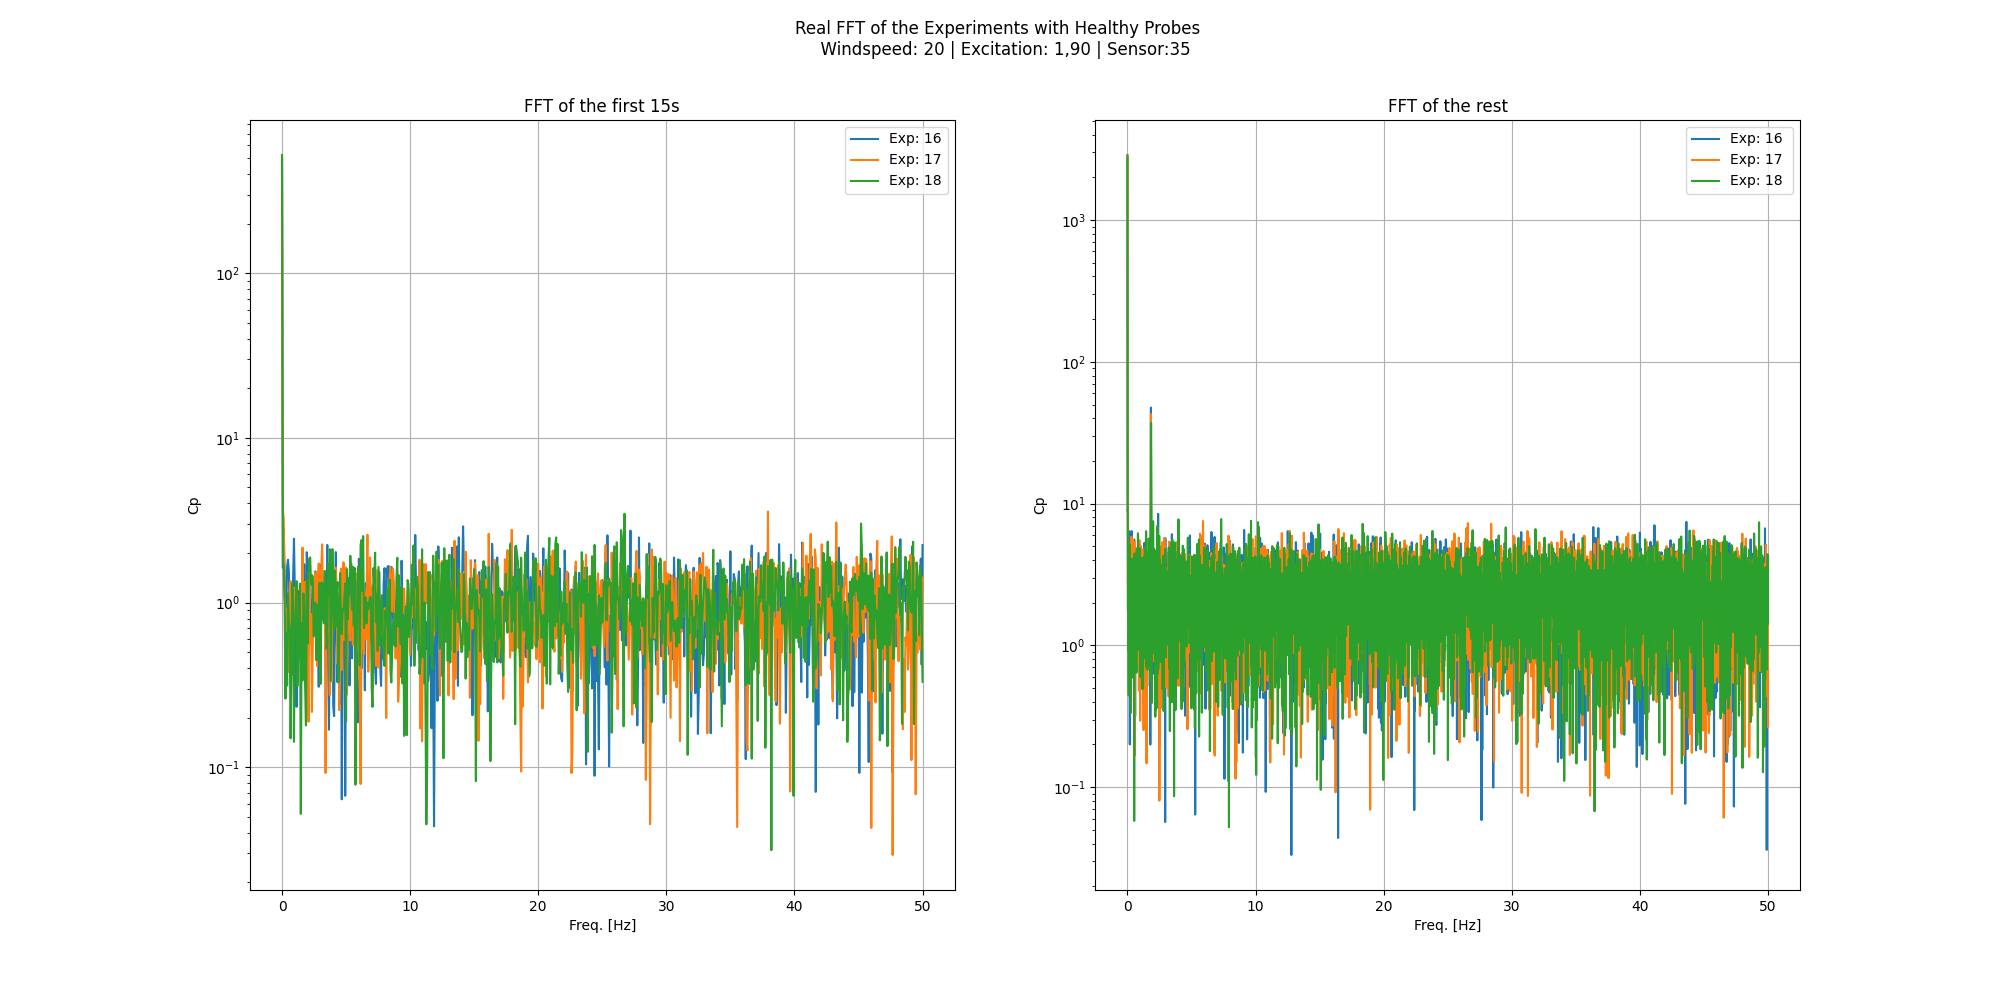 Real FFT of the Experiments with Healthy Probes
Windspeed: 20 | Excitation: 1,90 | Sensor:35
FFT of the first 15s
Exp: 16
Exp: 17
Exp: 18
10²
10¹
10⁰
10⁻¹
Cp
0 10 20 30 40 50
Freq. [Hz]
FFT of the rest
Exp: 16
Exp: 17
Exp: 18
10³
10²
10¹
10⁰
10⁻¹
Cp
0 10 20 30 40 50
Freq. [Hz]